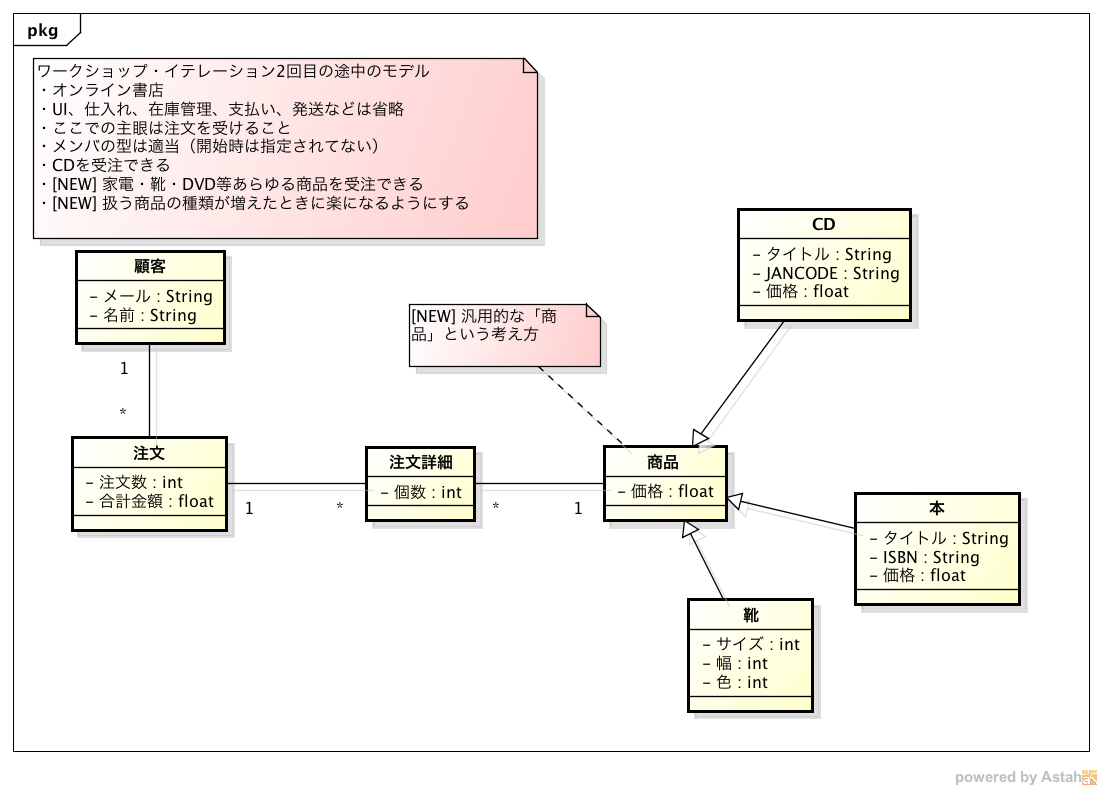 pkg
ワークショップ・イテレーション2回目の途中のモデル
・オンライン書店
・UI、仕入れ、在庫管理、支払い、発送などは省略
・ここでの主眼は注文を受けること
・メンバの型は適当（開始時は指定されてない）
・CDを受注できる
・[NEW] 家電・靴・DVD等あらゆる商品を受注できる
・[NEW] 扱う商品の種類が増えたときに楽になるようにする
CD
- タイトル : String
- JANCODE : String
- 価格 : float
顧客
- メール : String
- 名前 : String
[NEW] 汎用的な「商
品」という考え方
1
*
注文
- 注文数 : int
- 合計金額 : float
1
*
注文詳細
- 個数 : int
*
1
商品
- 価格 : float
本
- タイトル : String
- ISBN : String
- 価格 : float
靴
- サイズ : int
- 幅 : int
- 色 : int
powered by Astah